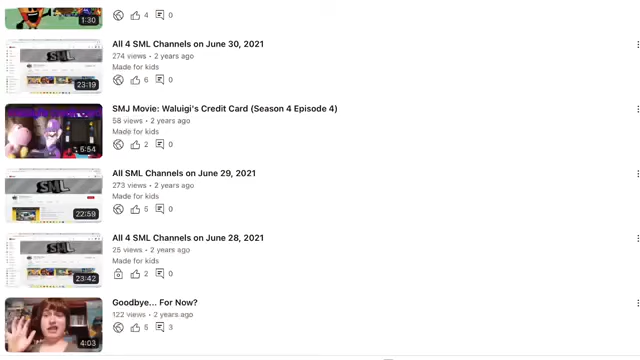 1:30
4 0
All 4 SML Channels on June 30, 2021
274 views • 2 years ago
Made for kids
6 0
SML
23:19
SMJ Movie: Waluigi's Credit Card (Season 4 Episode 4)
58 views • 2 years ago
Made for kids
2 0
5:54
All SML Channels on June 29, 2021
273 views • 2 years ago
Made for kids
5 0
SML
22:59
All 4 SML Channels on June 28, 2021
25 views • 2 years ago
Made for kids
2 0
SML
23:42
Goodbye... For Now?
122 views • 2 years ago
5 3
4:03